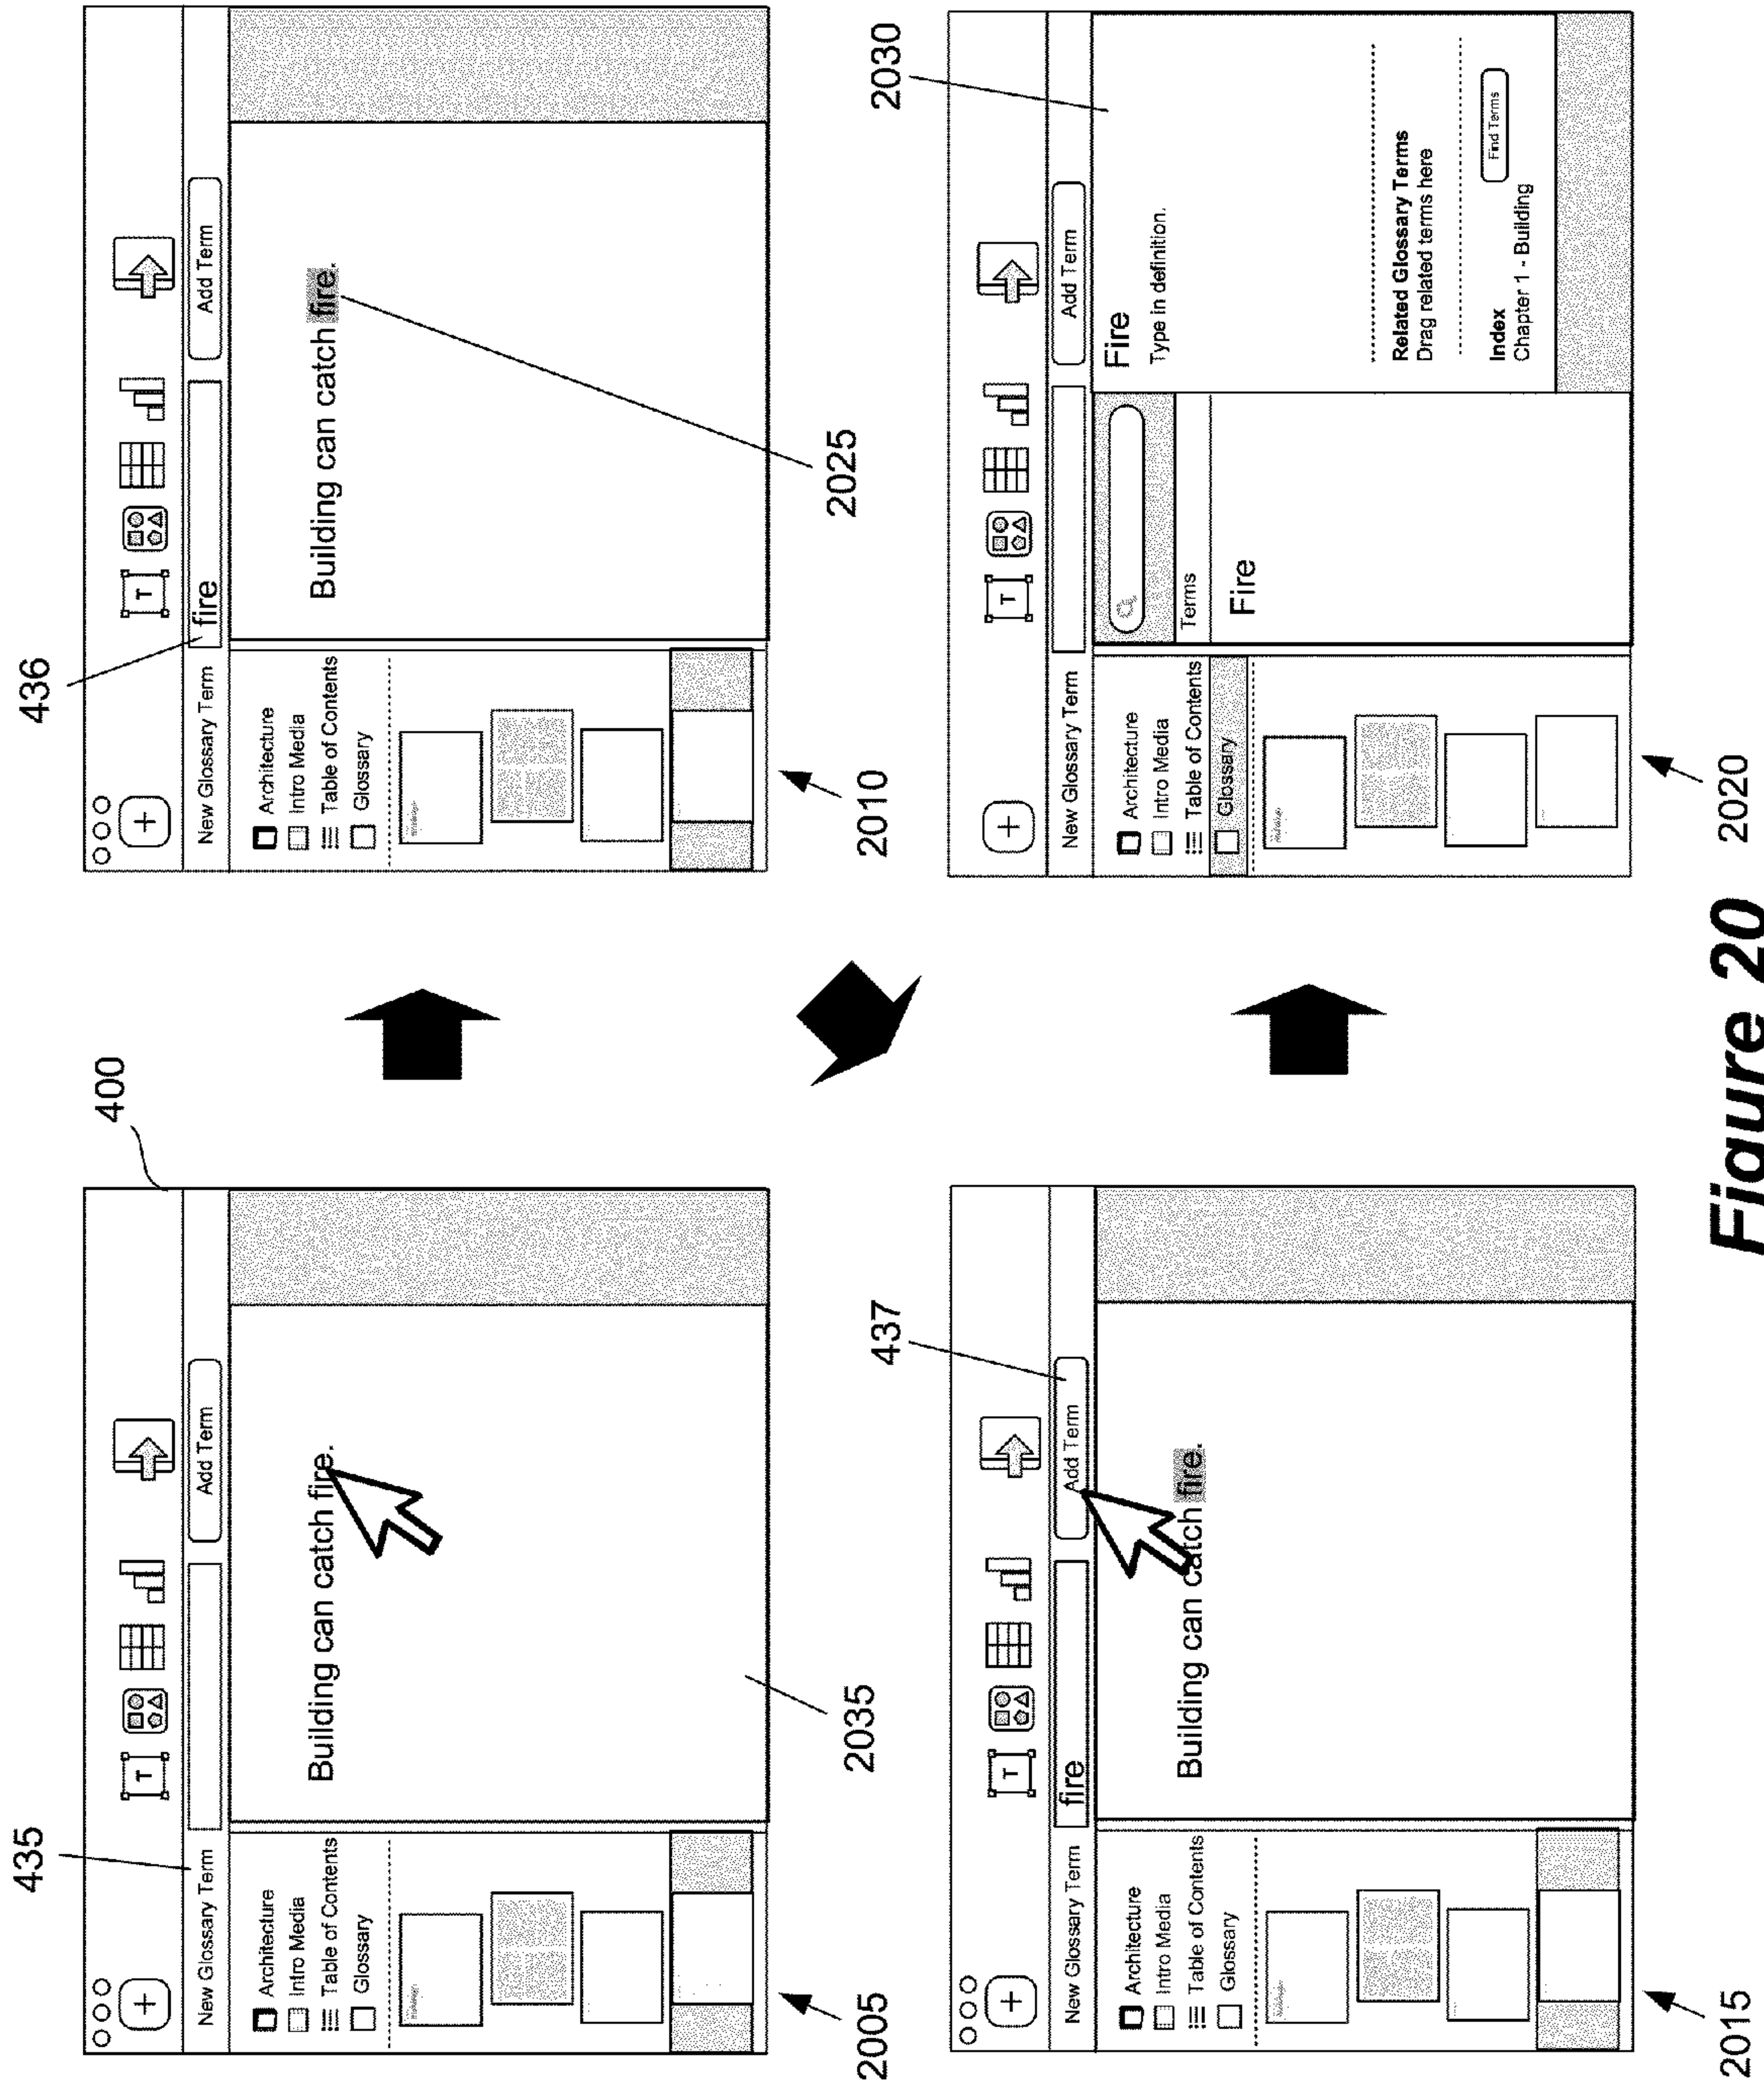 435
400
T
New Glossary Term
Add Term
Architecture
Intro Media
Table of Contents
Glossary
Building can catch fire.
2005
2035
436
T
New Glossary Term
fire
Add Term
Architecture
Intro Media
Table of Contents
Glossary
Building can catch fire.
2010
2025
437
T
New Glossary Term
fire
Add Term
Architecture
Intro Media
Table of Contents
Glossary
Building can catch fire.
2015
2030
T
New Glossary Term
Add Term
Architecture
Intro Media
Table of Contents
Glossary
Terms
Fire
Fire
Type in definition.
Related Glossary Terms
Drag related terms here
Index
Find Terms
Chapter 1 - Building
2020
Figure 20